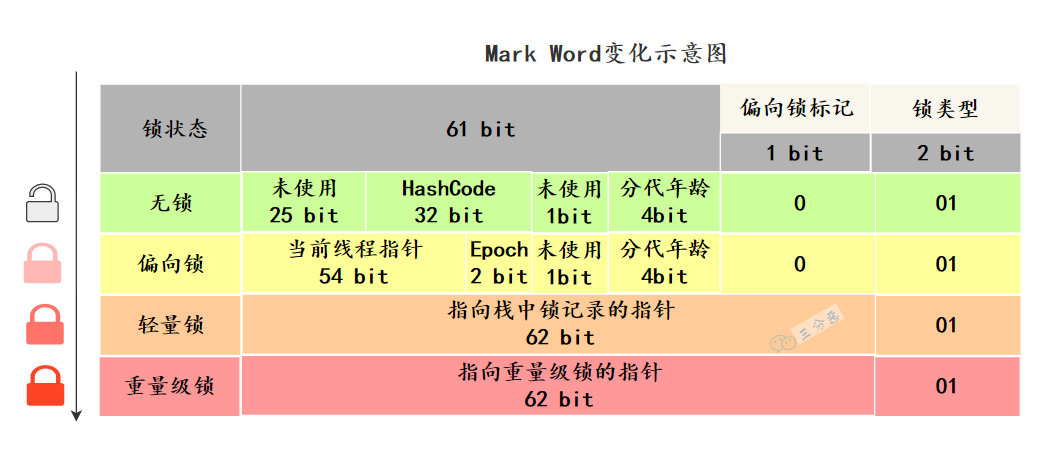 Mark Word变化示意图
锁状态
61 bit
偏向锁标记
锁类型
1 bit
2 bit
无锁
未使用
25 bit
HashCode
32 bit
未使用
1bit
分代年龄
4bit
0
01
偏向锁
当前线程指针
54 bit
Epoch
2 bit
未使用
1bit
分代年龄
4bit
0
01
轻量锁
指向栈中锁记录的指针
62 bit
三分恶
01
重量级锁
指向重量级锁的指针
62 bit
01